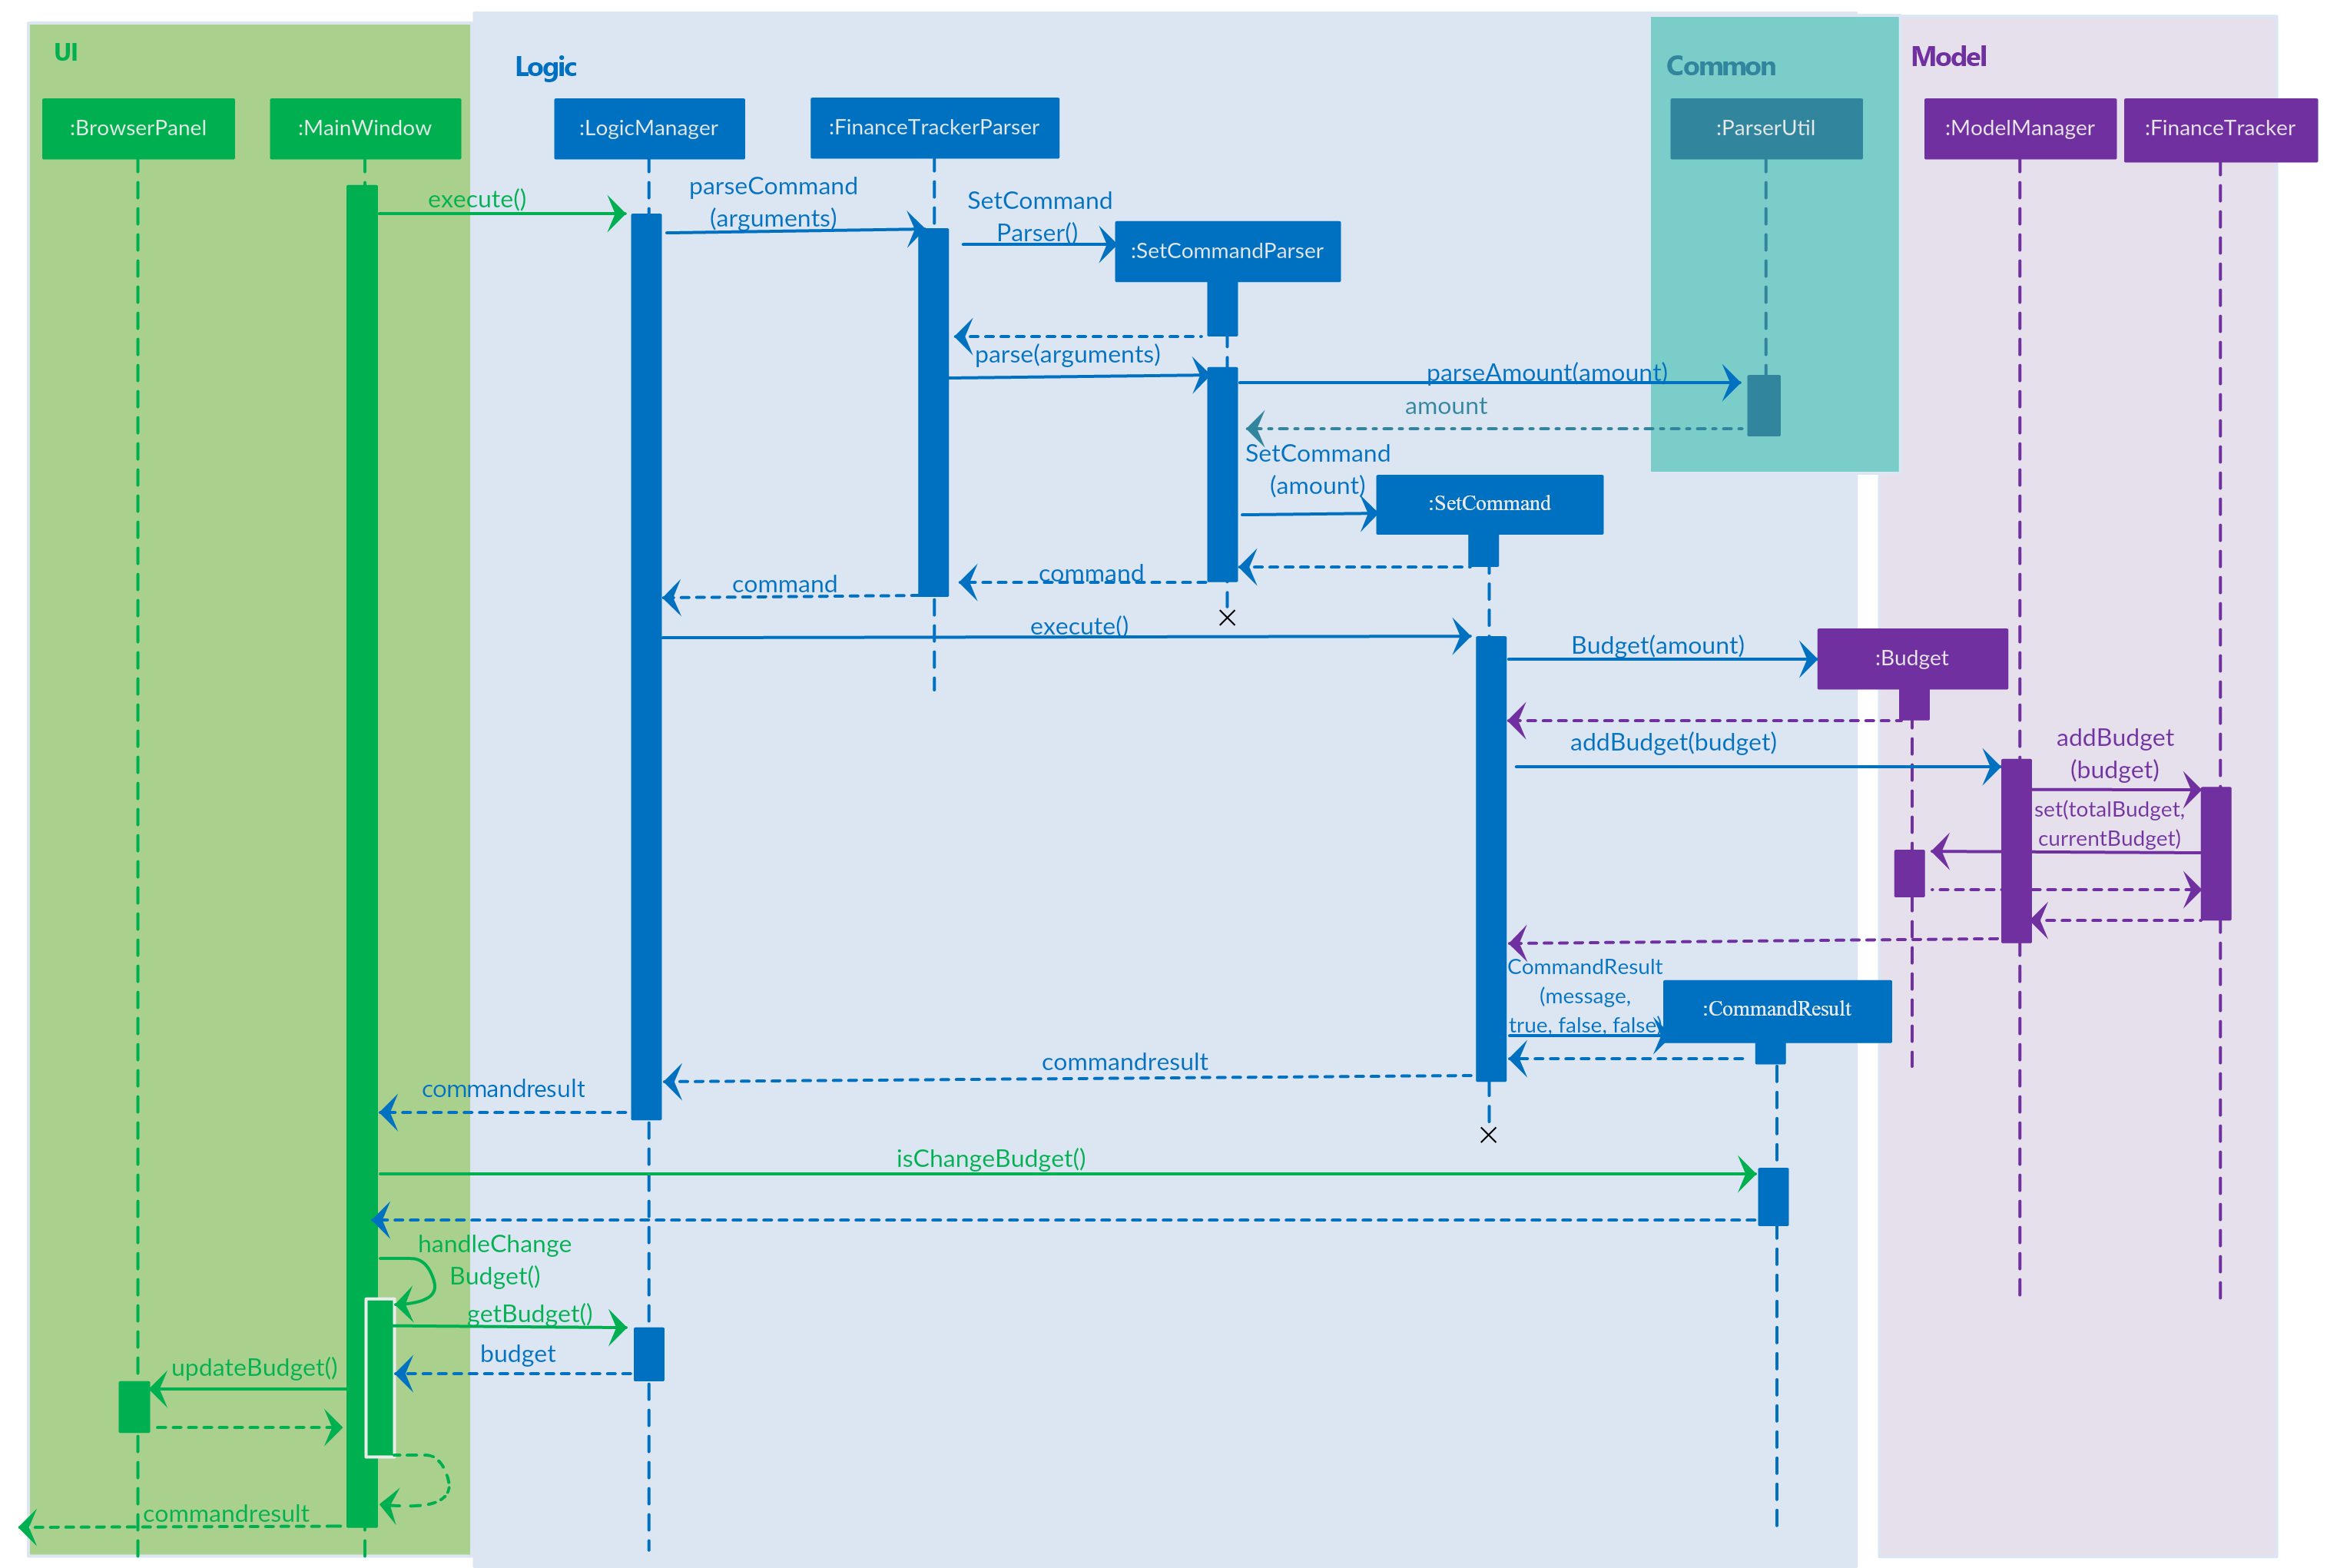 UI
Logic
Common
Model
:BrowserPanel
:MainWindow
:LogicManager
:FinanceTrackerParser
:ParserUtil
:ModelManager
:FinanceTracker
execute()
parseCommand
(arguments)
SetCommand
Parser()
:SetCommandParser
parse(arguments)
parseAmount(amount)
amount
SetCommand
(amount)
:SetCommand
command
command
execute()
Budget(amount)
:Budget
addBudget(budget)
addBudget
(budget)
set(totalBudget,
currentBudget)
CommandResult
(message,
true, false, false)
:CommandResult
commandresult
commandresult
isChangeBudget()
handleChange
Budget()
getBudget()
budget
updateBudget()
commandresult